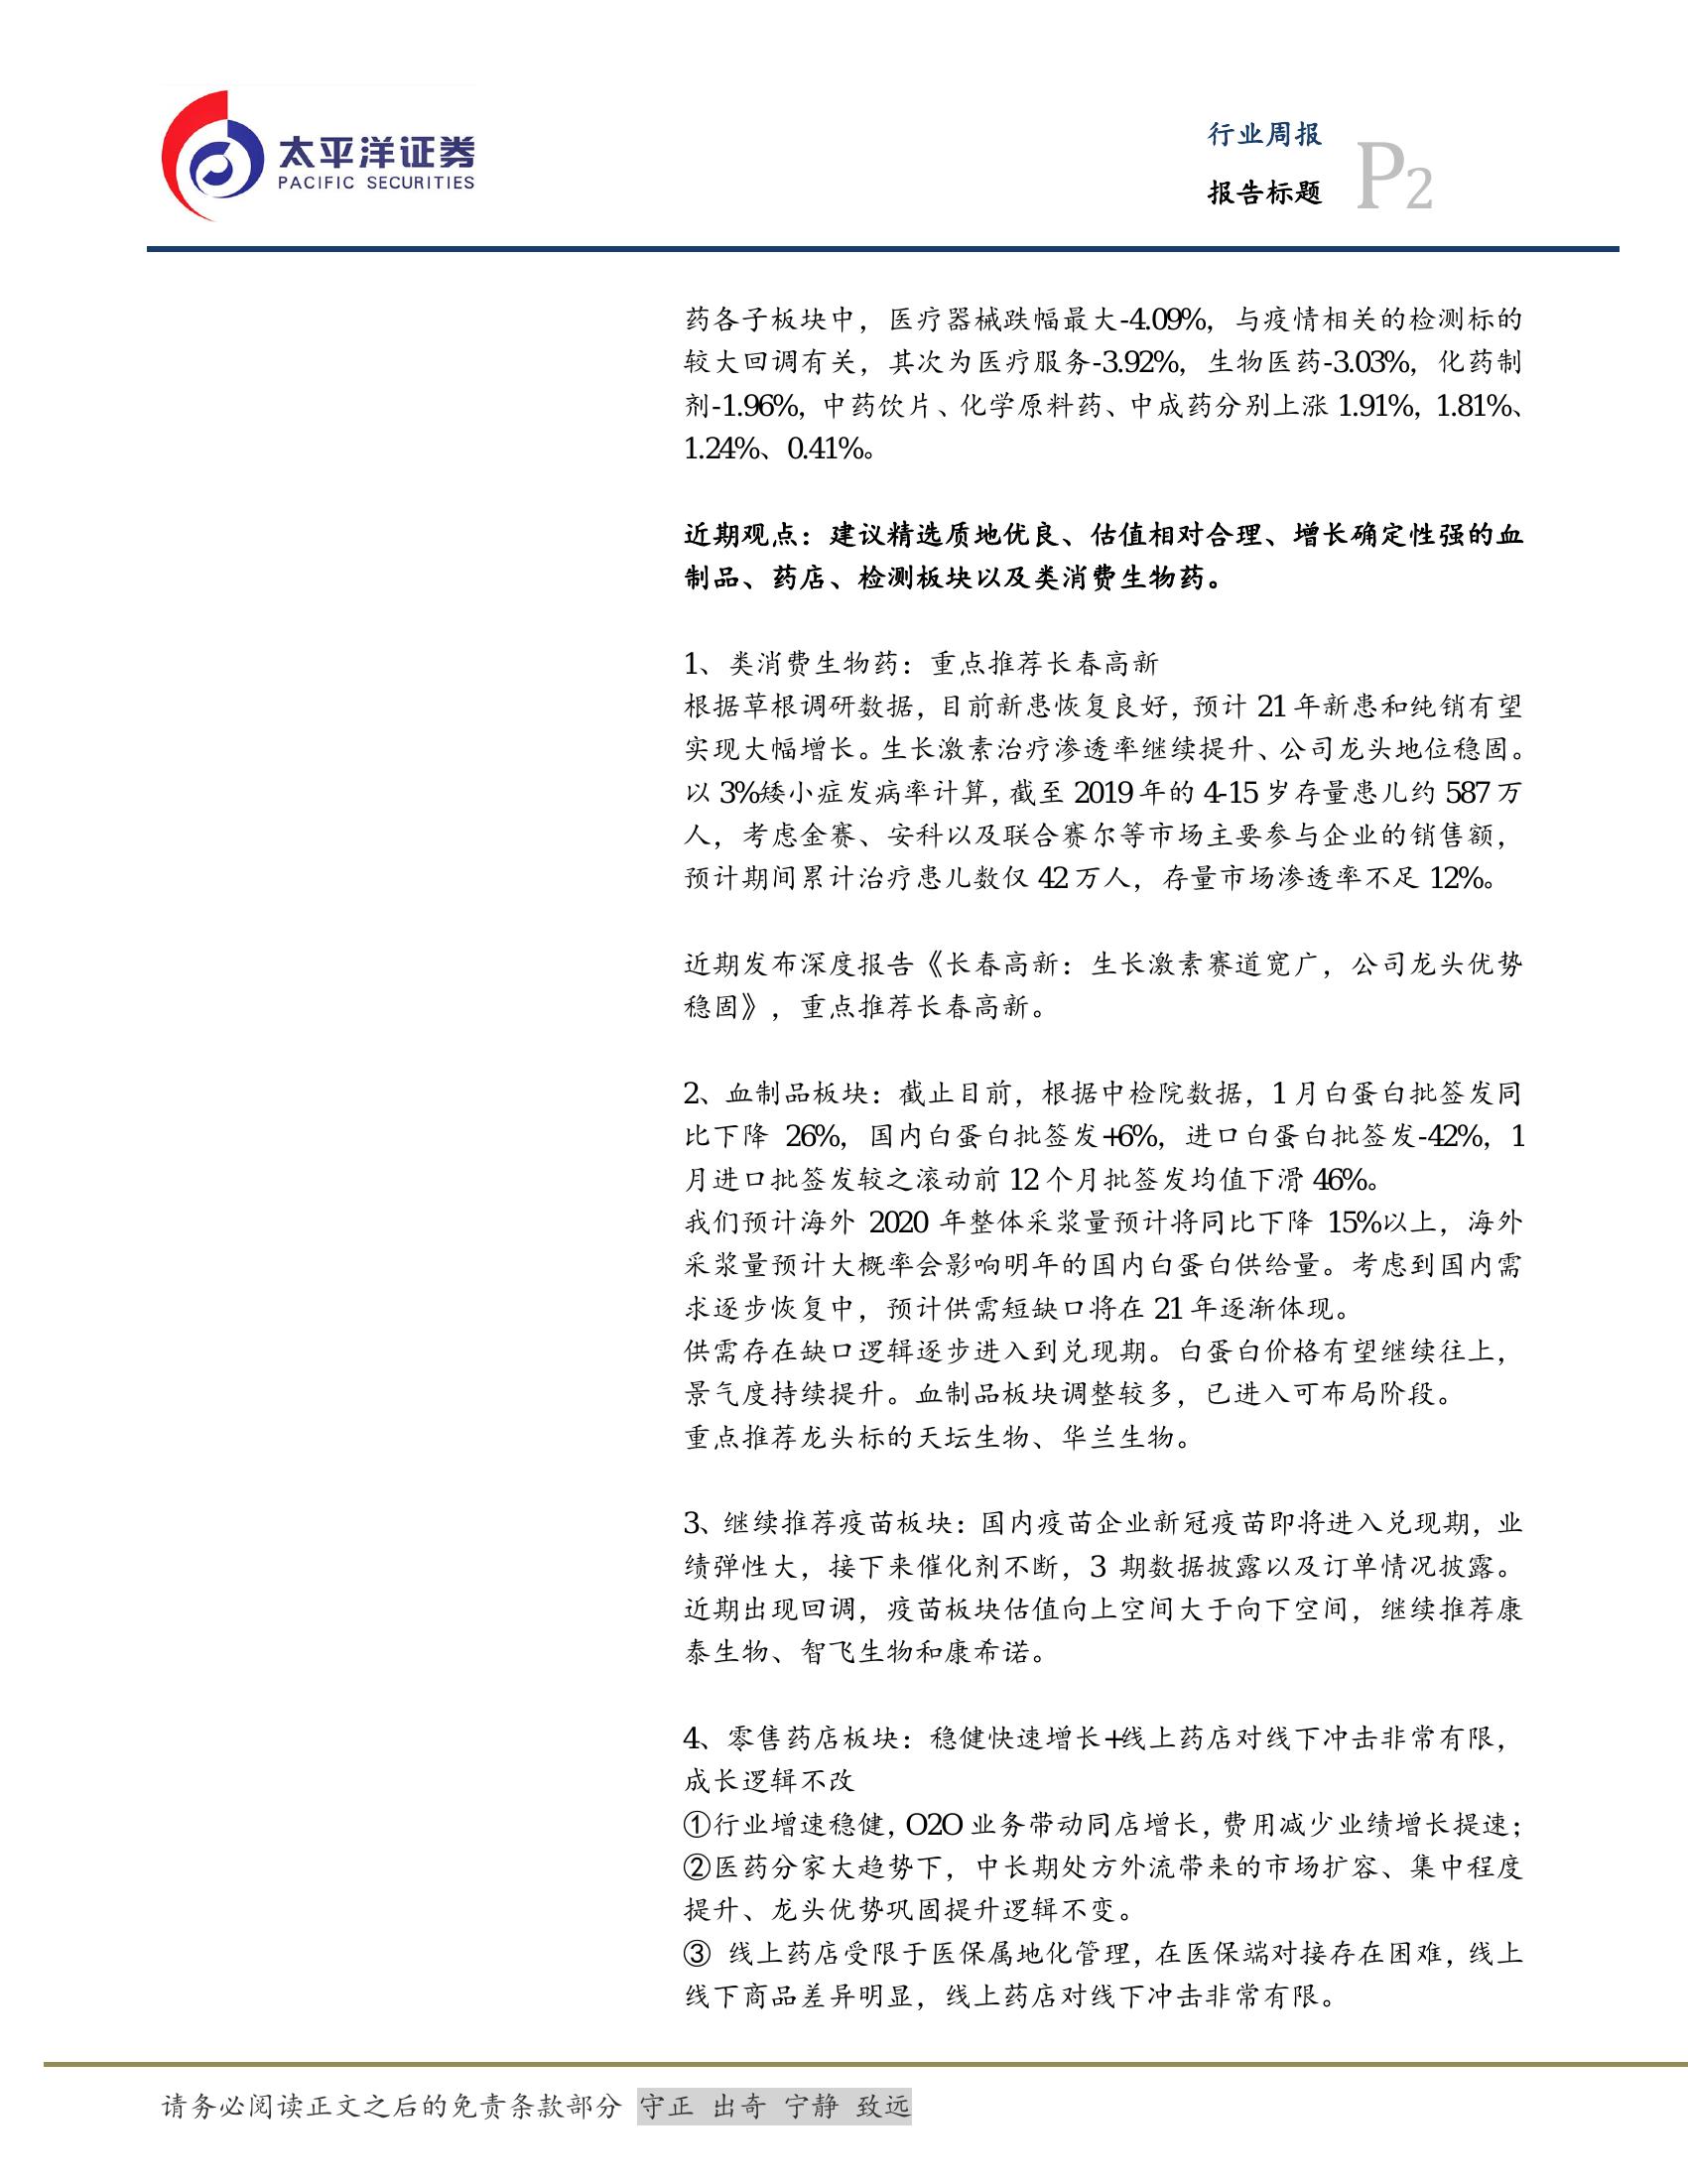 太平洋证券
PACIFIC SECURITIES
行业周报
报告标题
P2
药各子板块中，医疗器械跌幅最大-4.09%，与疫情相关的检测标的
较大回调有关，其次为医疗服务-3.92%，生物医药-3.03%，化药制
剂-1.96%，中药饮片、化学原料药、中成药分别上涨 1.91%，1.81%、
1.24%、0.41%。
近期观点：建议精选质地优良、估值相对合理、增长确定性强的血
制品、药店、检测板块以及类消费生物药。
1、类消费生物药：重点推荐长春高新
根据草根调研数据，目前新患恢复良好，预计 21 年新患和纯销有望
实现大幅增长。生长激素治疗渗透率继续提升、公司龙头地位稳固。
以 3%矮小症发病率计算，截至 2019 年的 4-15 岁存量患儿约 587 万
人，考虑金赛、安科以及联合赛尔等市场主要参与企业的销售额，
预计期间累计治疗患儿数仅 42 万人，存量市场渗透率不足 12%。
近期发布深度报告《长春高新：生长激素赛道宽广，公司龙头优势
稳固》，重点推荐长春高新。
2、血制品板块：截止目前，根据中检院数据，1 月白蛋白批签发同
比下降 26%，国内白蛋白批签发+6%，进口白蛋白批签发-42%，1
月进口批签发较之滚动前 12 个月批签发均值下滑 46%。
我们预计海外 2020 年整体采浆量预计将同比下降 15%以上，海外
采浆量预计大概率会影响明年的国内白蛋白供给量。考虑到国内需
求逐步恢复中，预计供需短缺口将在 21 年逐渐体现。
供需存在缺口逻辑逐步进入到兑现期。白蛋白价格有望继续往上，
景气度持续提升。血制品板块调整较多，已进入可布局阶段。
重点推荐龙头标的天坛生物、华兰生物。
3、继续推荐疫苗板块：国内疫苗企业新冠疫苗即将进入兑现期，业
绩弹性大，接下来催化剂不断，3 期数据披露以及订单情况披露。
近期出现回调，疫苗板块估值向上空间大于向下空间，继续推荐康
泰生物、智飞生物和康希诺。
4、零售药店板块：稳健快速增长+线上药店对线下冲击非常有限，
成长逻辑不改
①行业增速稳健，O2O 业务带动同店增长，费用减少业绩增长提速；
②医药分家大趋势下，中长期处方外流带来的市场扩容、集中程度
提升、龙头优势巩固提升逻辑不变。
③ 线上药店受限于医保属地化管理，在医保端对接存在困难，线上
线下商品差异明显，线上药店对线下冲击非常有限。
请务必阅读正文之后的免责条款部分 守正 出奇 宁静 致远